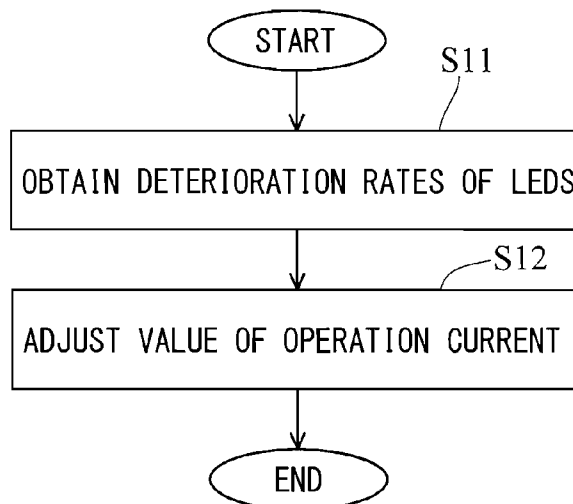 START
S11
OBTAIN DETERIORATION RATES OF LEDS
S12
ADJUST VALUE OF OPERATION CURRENT
END